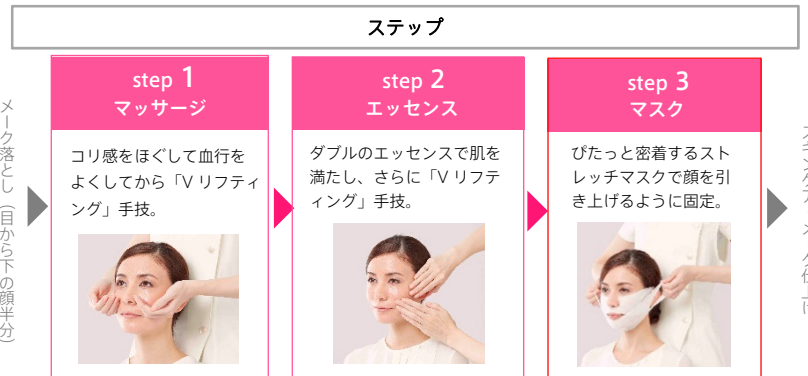 ステップ
メーク落とし（目から下の顔半分）
step 1
マッサージ
コリ感をほぐして血行を
よくしてから「V リフティ
ング」手技。
step 2
エッセンス
ダブルのエッセンスで肌を
満たし、さらに「V リフテ
ィング」手技。
step 3
マスク
ぴたっと密着するスト
レッチマスクで顔を引
き上げるように固定。